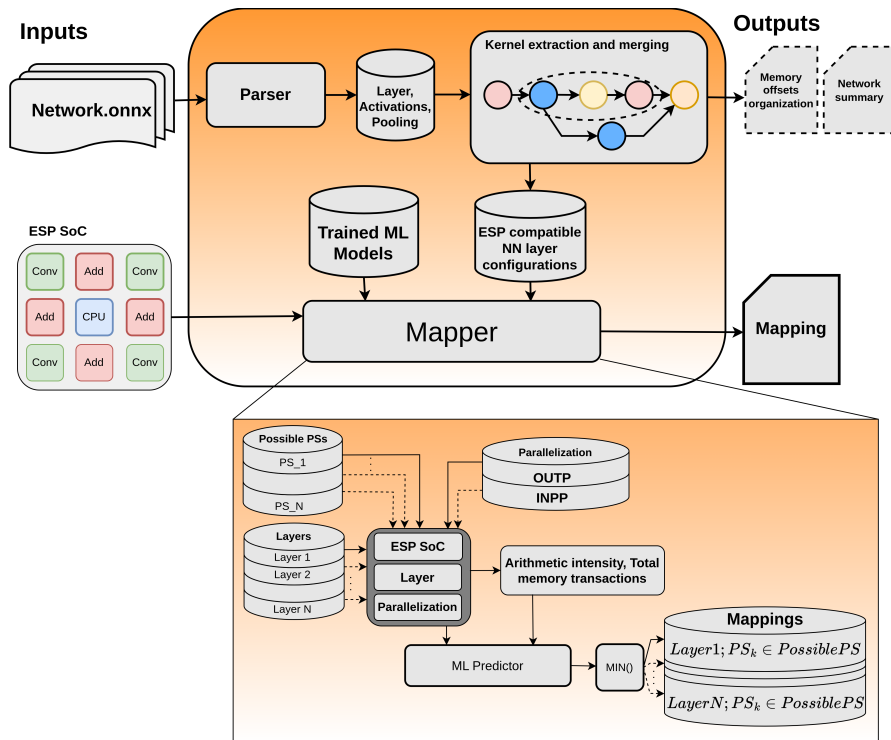 Inputs
Outputs
Network.onnx
Parser
Layer,
Activations,
Pooling
Kernel extraction and merging
Memory
offsets
organization
Network
summary
ESP SoC
Conv
Add
Conv
Add
CPU
Add
Conv
Add
Conv
Trained ML
Models
ESP compatible
NN layer
configurations
Mapper
Mapping
Possible PSs
PS_1
PS_N
Parallelization
OUTP
INPP
Layers
Layer 1
Layer 2
Layer N
ESP SoC
Layer
Parallelization
Arithmetic intensity, Total
memory transactions
ML Predictor
MIN()
Mappings
Layer1; PS_k ∈ PossiblePS
LayerN; PS_k ∈ PossiblePS